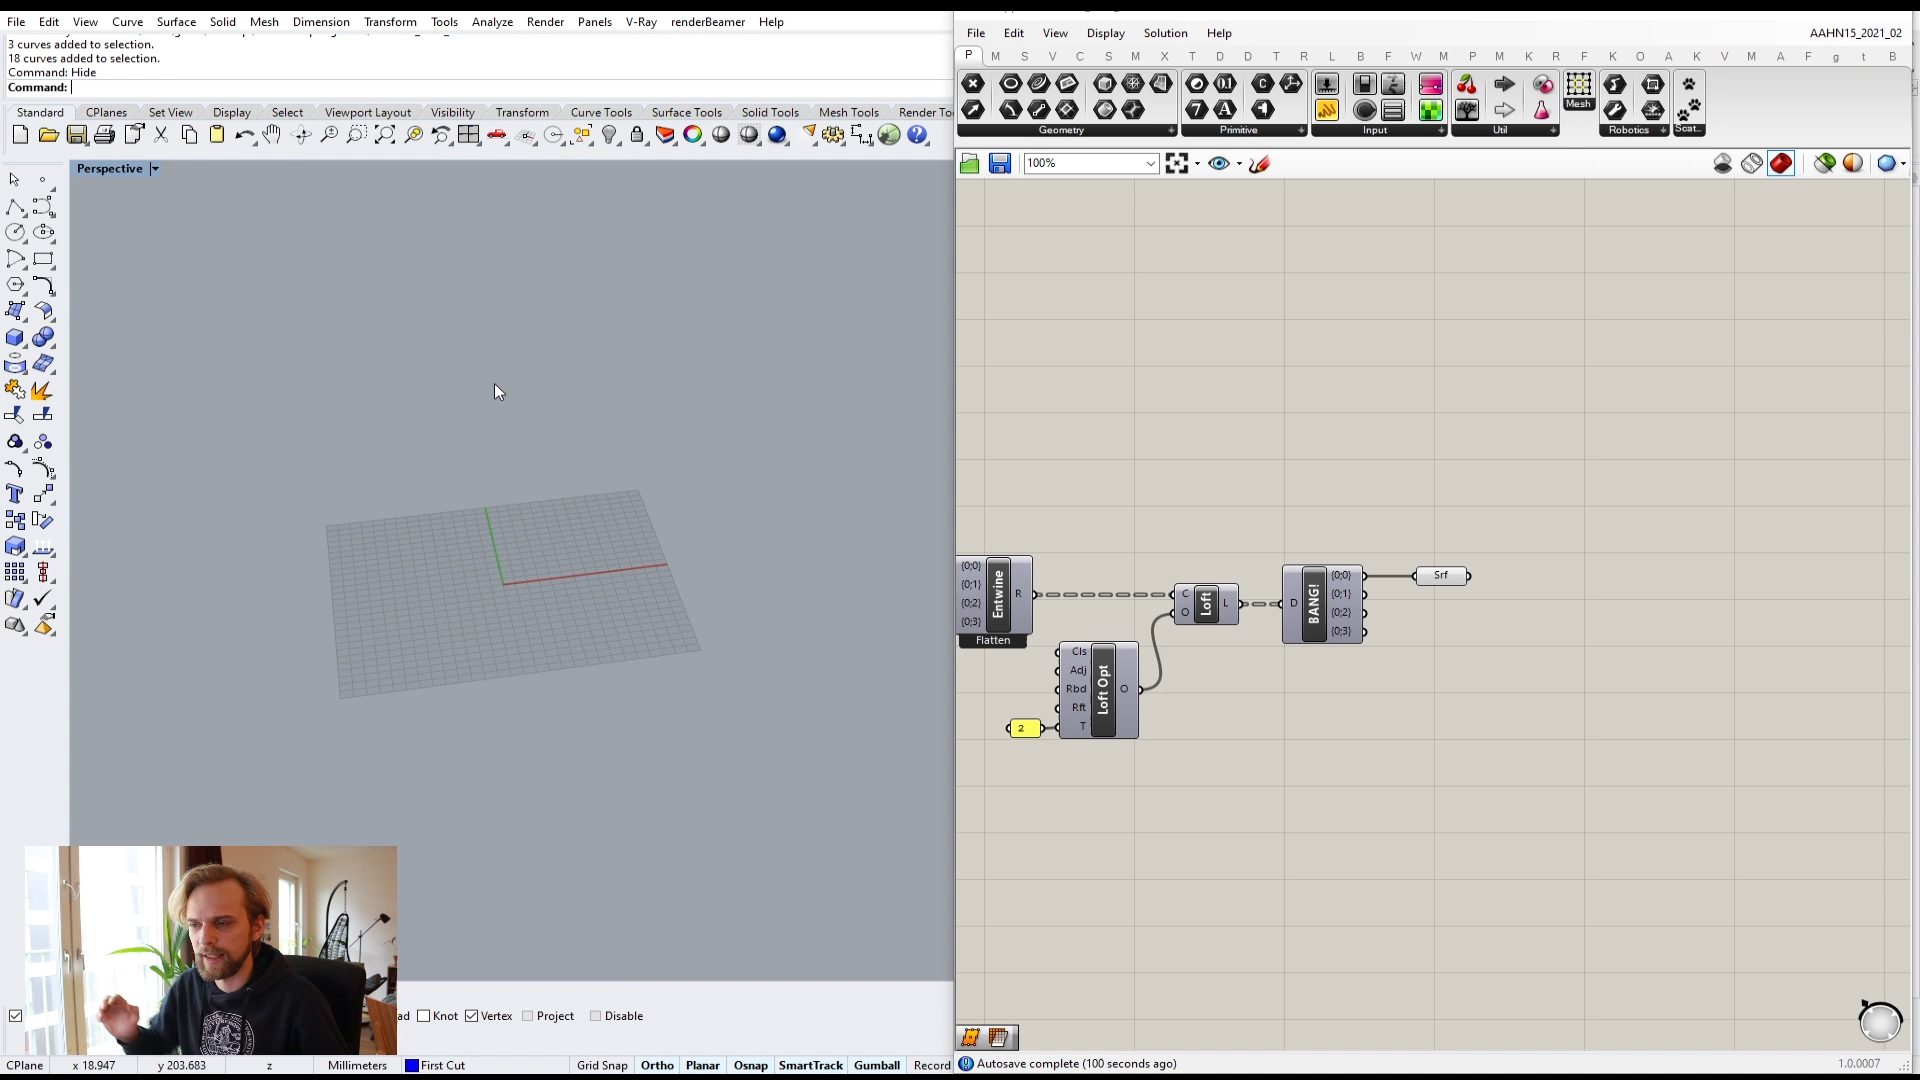 File Edit View Curve Surface Solid Mesh Dimension Transform Tools Analyze Render Panels V-Ray renderBeamer Help
3 curves added to selection.
18 curves added to selection.
Command: Hide
Command:
Standard CPlanes Set View Display Select Viewport Layout Visibility Transform Curve Tools Surface Tools Solid Tools Mesh Tools Render To
Perspective
File Edit View Display Solution Help
AAHN15_2021_02
P M S V C S M X T D D T R L B F W M P M K R O A K V M A F g t B
Mesh
Scat...
Geometry Primitive Input Util Robotics
100%
{0;0}
{0;1}
{0;2}
{0;3}
Entwine
R
Flatten
C
O
Loft
L
D
BANG!
{0;0}
{0;1}
{0;2}
{0;3}
Srf
Cls
Adj
Rbd
Rft
T
Loft Opt
O
2
ad Knot Vertex Project Disable
CPlane x 18.947 y 203.683 z Millimeters First Cut Grid Snap Ortho Planar Osnap SmartTrack Gumball Record
Autosave complete (100 seconds ago)
1.0.0007